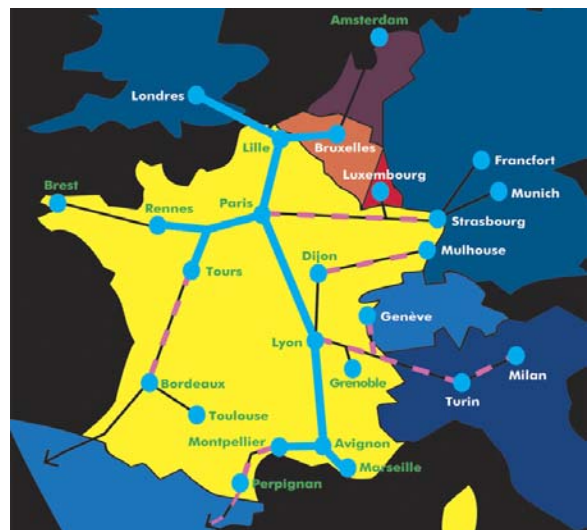 Amsterdam
Londres
Lille
Bruxelles
Francfort
Luxembourg
Munich
Brest
Rennes
Paris
Strasbourg
Mulhouse
Dijon
Tours
Genève
Lyon
Milan
Grenoble
Turin
Bordeaux
Toulouse
Montpellier
Avignon
Marseille
Perpignan